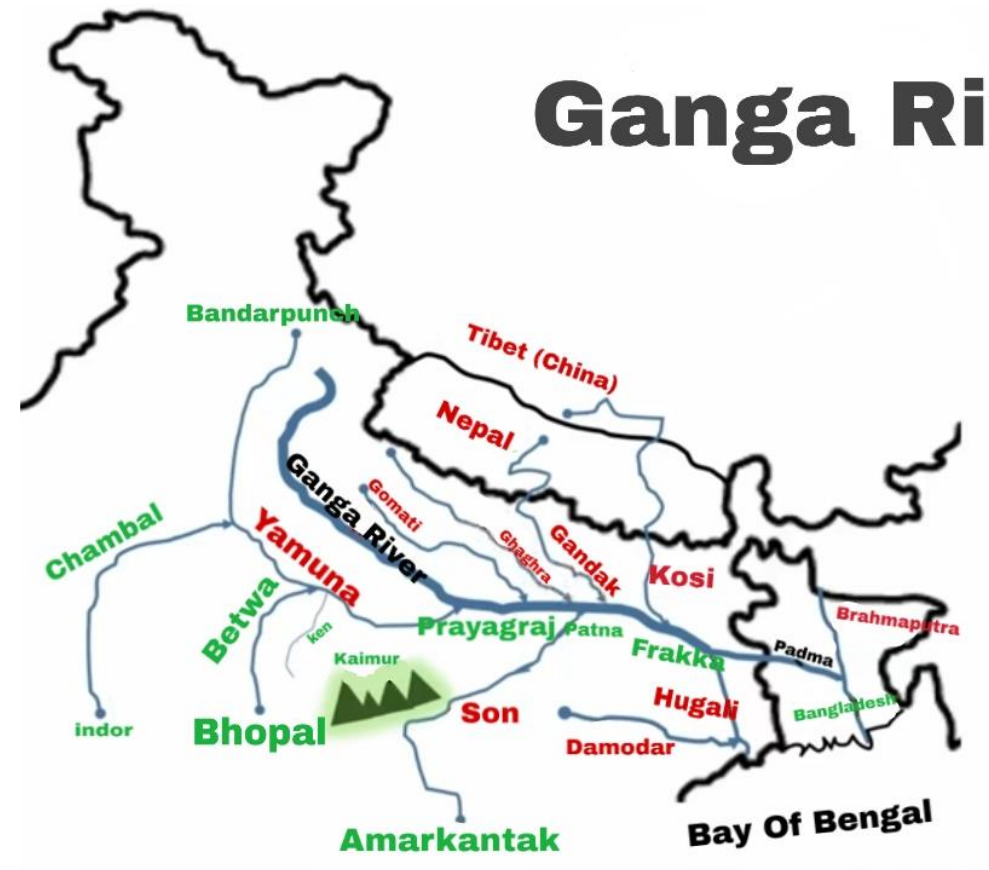 Ganga Ri
Bandarpunch
Tibet (China)
Nepal
Ganga River
Gomati
Ghaghra
Gandak
Kosi
Chambal
Yamuna
Betwa
ken
Prayagraj
Patna
Frakka
Padma
Brahmaputra
Kaimur
Bangladesh
indor
Bhopal
Son
Hugali
Damodar
Amarkantak
Bay Of Bengal